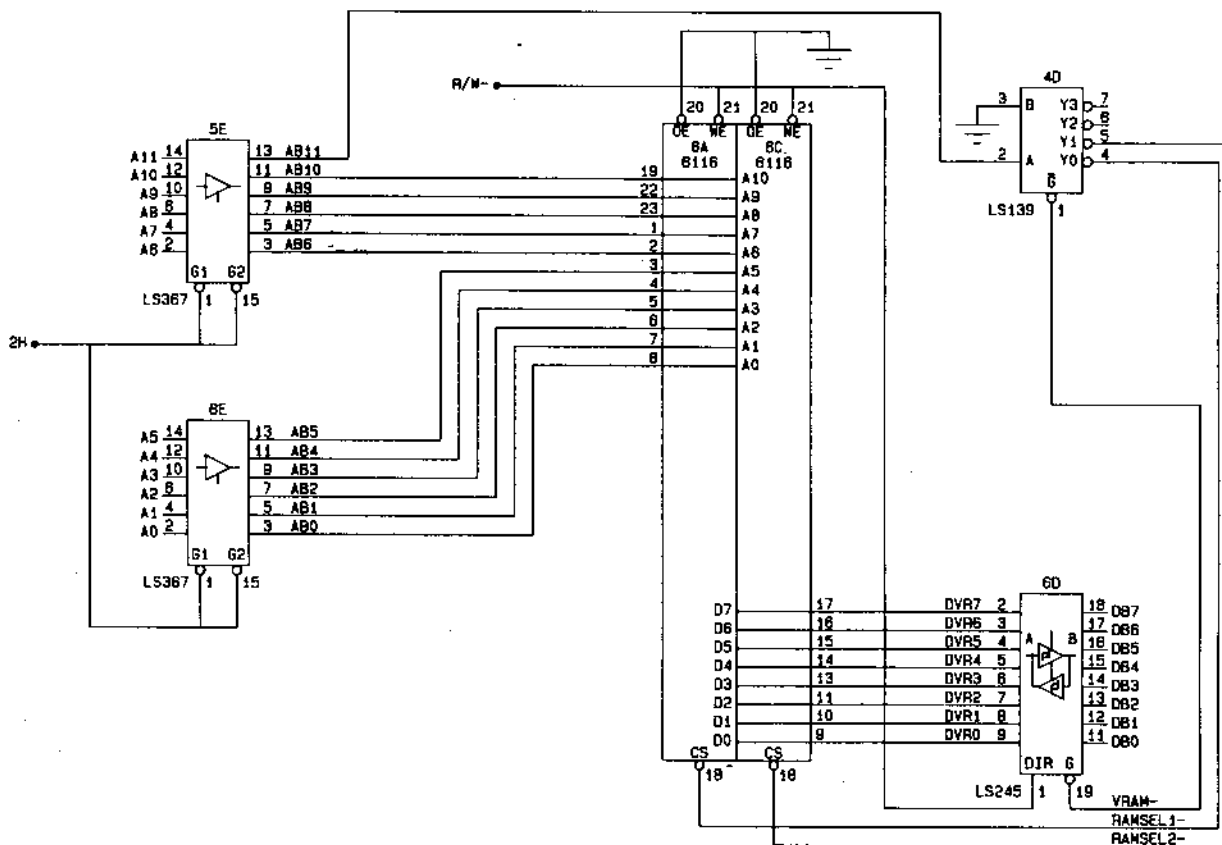 R/W-
20 21 20 21
OE WE OE WE
6A 6C
6116 6116
4D
3 B Y3 7
Y2 6
Y1 5
2 A Y0 4
G
LS139 1
5E
A11 14 13 AB11
A10 12 11 AB10
A9 10 9 AB9
A8 6 7 AB8
A7 4 5 AB7
A6 2 3 AB6
G1 G2
LS367 1 15
19 A10
22 A9
23 A8
1 A7
2 A6
3 A5
4 A4
5 A3
6 A2
7 A1
8 A0
2H
6E
A5 14 13 AB5
A4 12 11 AB4
A3 10 9 AB3
A2 6 7 AB2
A1 4 5 AB1
A0 2 3 AB0
G1 G2
LS367 1 15
6D
D7 17 DVR7 2 18 DB7
D6 16 DVR6 3 17 DB6
D5 15 DVR5 4 16 DB5
D4 14 DVR4 5 15 DB4
D3 13 DVR3 6 14 DB3
D2 11 DVR2 7 13 DB2
D1 10 DVR1 8 12 DB1
D0 9 DVR0 9 11 DB0
A B
CS CS
18 18
DIR G
LS245 1 19
VRAM-
RAMSEL1-
RAMSEL2-